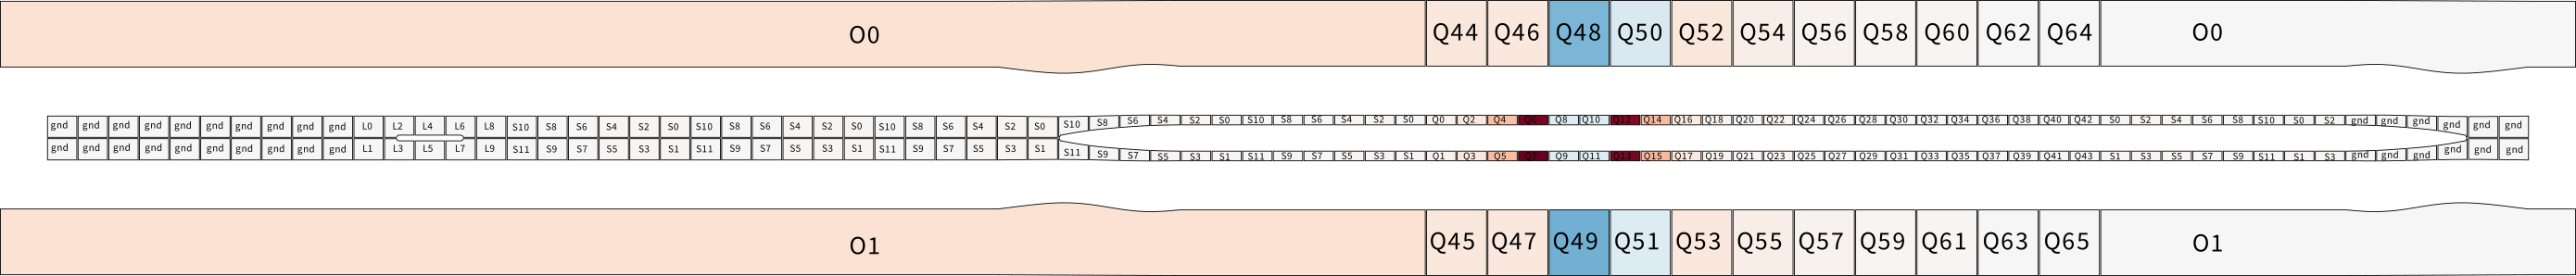 O0 Q44 Q46 Q48 Q50 Q52 Q54 Q56 Q58 Q60 Q62 Q64 O0
gnd gnd gnd gnd gnd gnd gnd gnd gnd gnd L0 L2 L4 L6 L8 S10 S8 S6 S4 S2 S0 S10 S8 S6 S4 S2 S0 S10 S8 S6 S4 S2 S0 S10 S8 S6 S4 S2 S0 S10 S8 S6 S4 S2 S0 Q0 Q2 Q4 Q6 Q8 Q10 Q12 Q14 Q16 Q18 Q20 Q22 Q24 Q26 Q28 Q30 Q32 Q34 Q36 Q38 Q40 Q42 S0 S2 S4 S6 S8 S10 S0 S2 gnd gnd gnd gnd gnd gnd
gnd gnd gnd gnd gnd gnd gnd gnd gnd gnd L1 L3 L5 L7 L9 S11 S9 S7 S5 S3 S1 S11 S9 S7 S5 S3 S1 S11 S9 S7 S5 S3 S1 S11 S9 S7 S5 S3 S1 S11 S9 S7 S5 S3 S1 Q1 Q3 Q5 Q7 Q9 Q11 Q13 Q15 Q17 Q19 Q21 Q23 Q25 Q27 Q29 Q31 Q33 Q35 Q37 Q39 Q41 Q43 S1 S3 S5 S7 S9 S11 S1 S3 gnd gnd gnd gnd gnd gnd
O1 Q45 Q47 Q49 Q51 Q53 Q55 Q57 Q59 Q61 Q63 Q65 O1